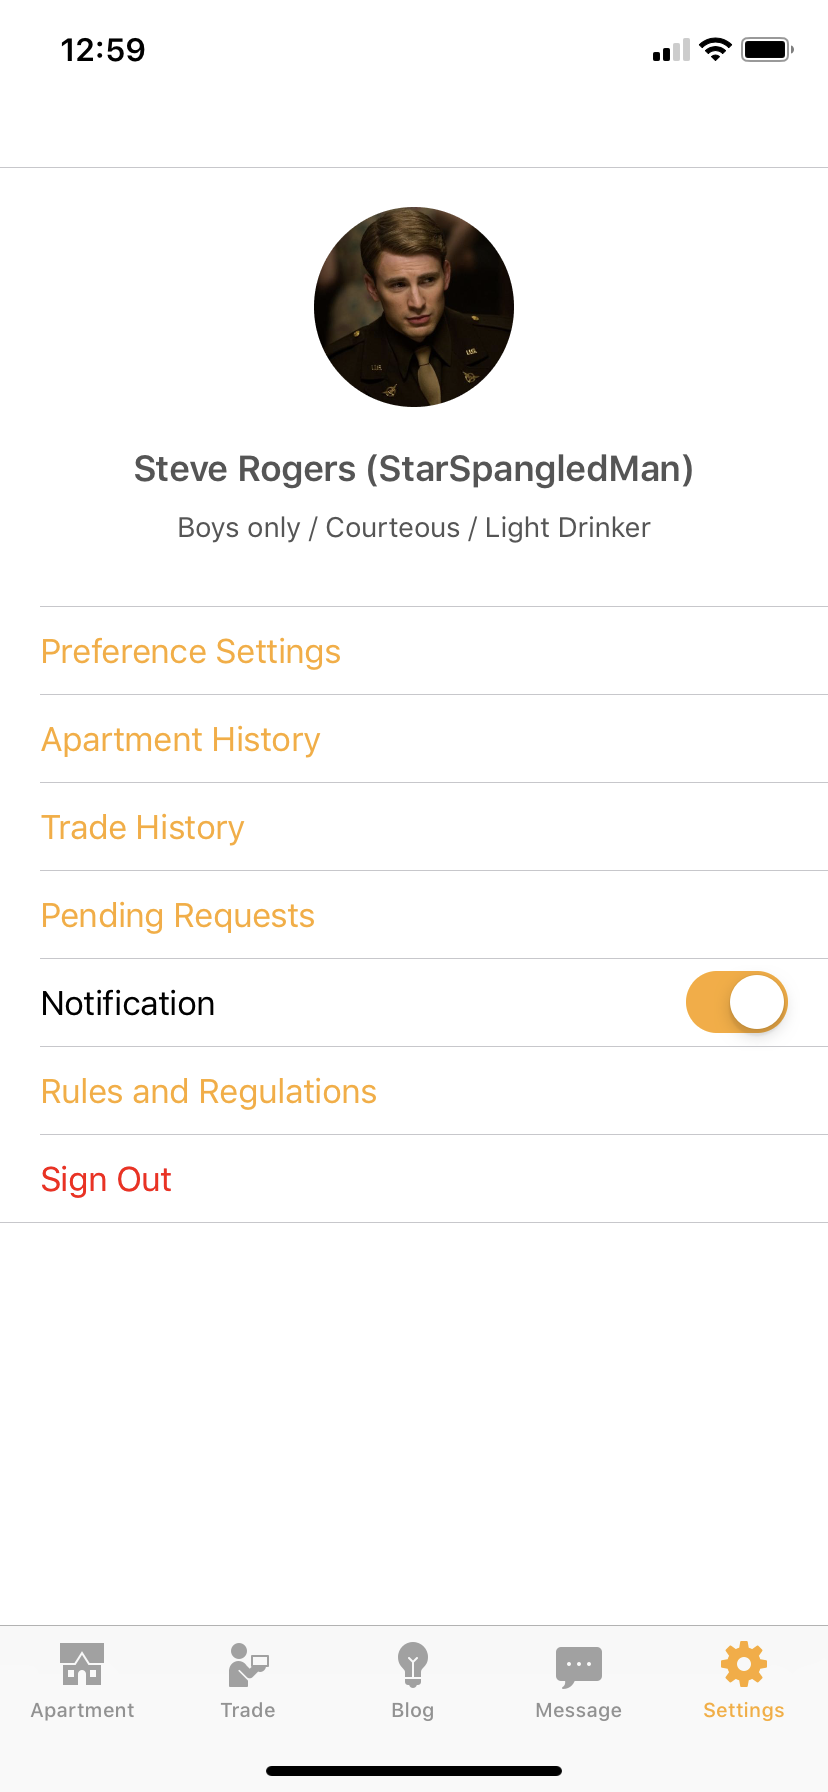 12:59
Steve Rogers (StarSpangledMan)
Boys only / Courteous / Light Drinker
Preference Settings
Apartment History
Trade History
Pending Requests
Notification
Rules and Regulations
Sign Out
Apartment Trade Blog Message Settings